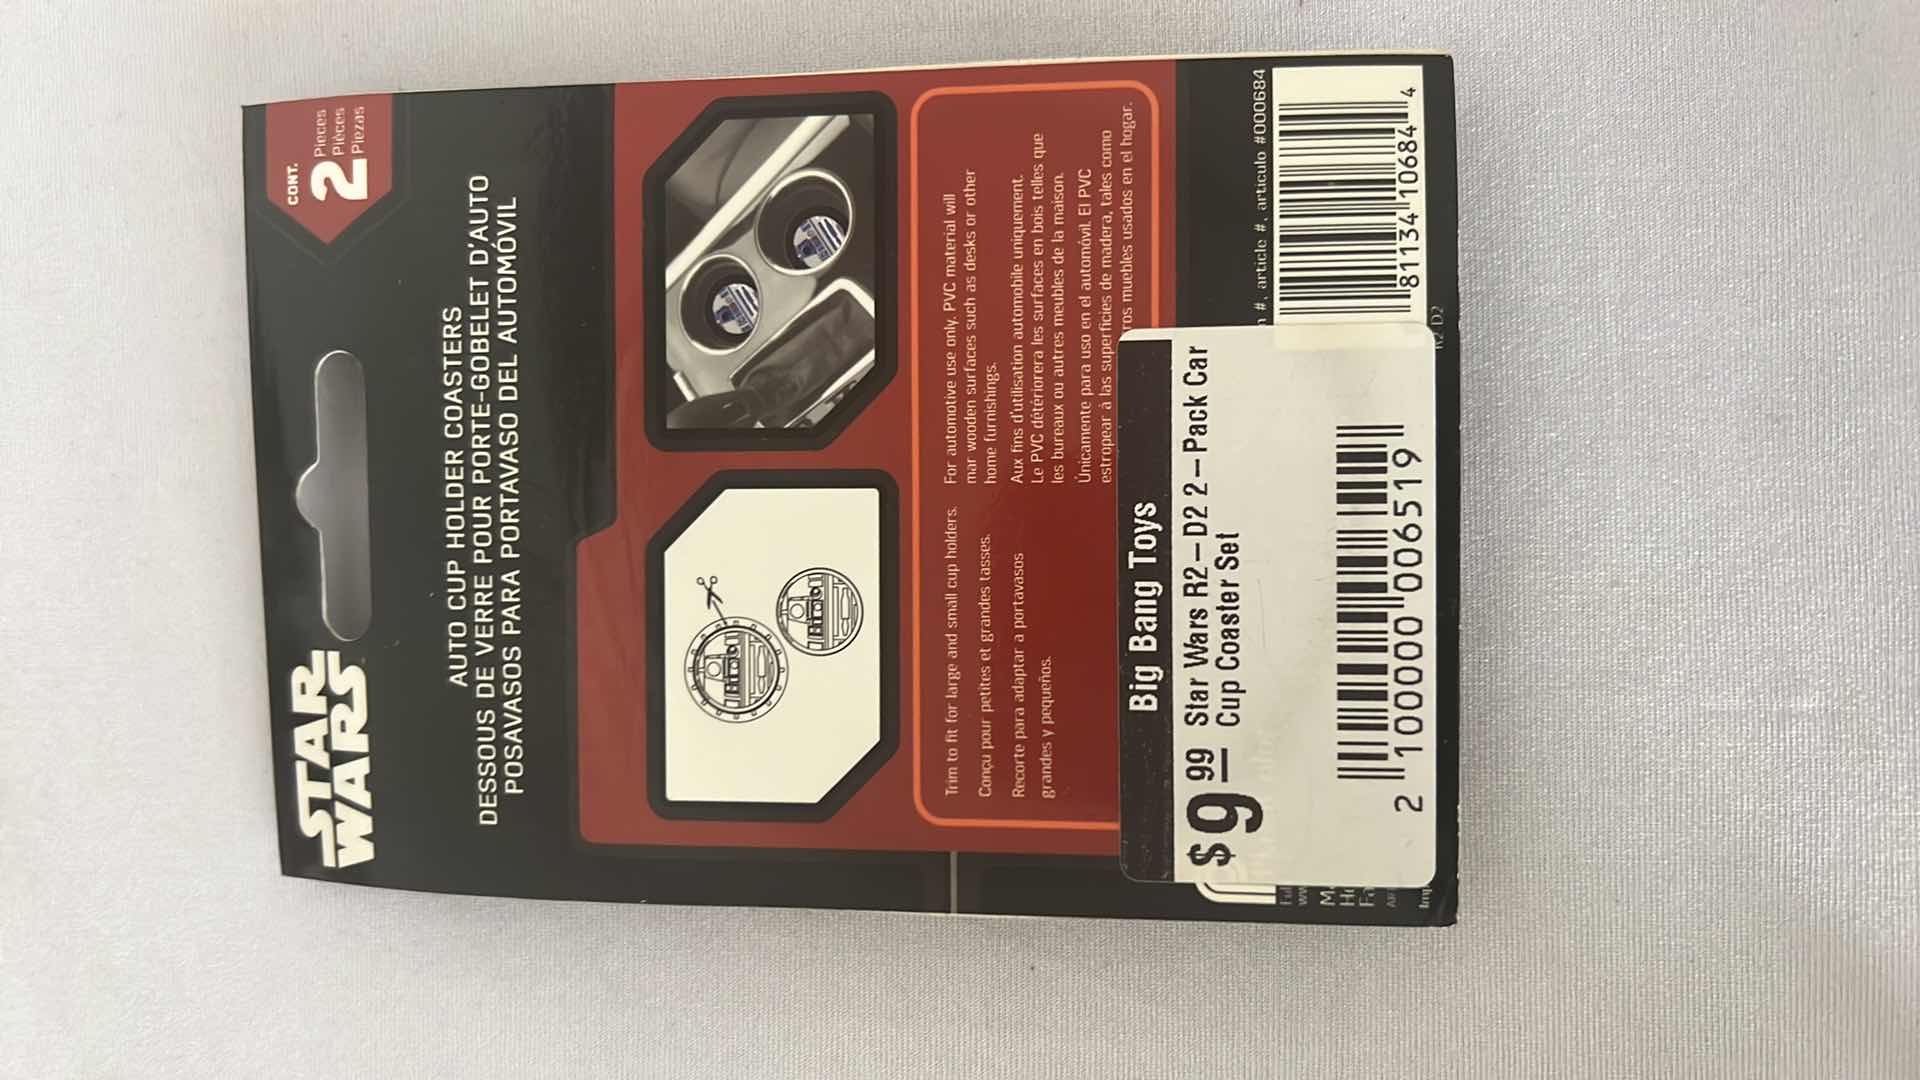 STAR
WARS
CONT.
2
Pieces
Pièces
Piezas
AUTO CUP HOLDER COASTERS
DESSOUS DE VERRE POUR PORTE-GOBELET D'AUTO
POSAVASOS PARA PORTAVASO DEL AUTOMÓVIL
Trim to fit for large and small cup holders.
Conçu pour petites et grandes tasses.
Recorte para adaptar a portavasos
grandes y pequeños.
For automotive use only. PVC material will
mar wooden surfaces such as desks or other
home furnishings.
Aux fins d'utilisation automobile uniquement.
Le PVC détériorera les surfaces en bois telles que
les bureaux ou autres meubles de la maison.
Únicamente para uso en el automóvil. El PVC
estropear à las superficies de madera, tales como
muebles usados en el hogar.
Big Bang Toys
$9.99
Star Wars R2-D2 2-Pack Car
Cup Coaster Set
2 100000 006519
#, article #, articulo #000684
81134 10684 4
R2 D2